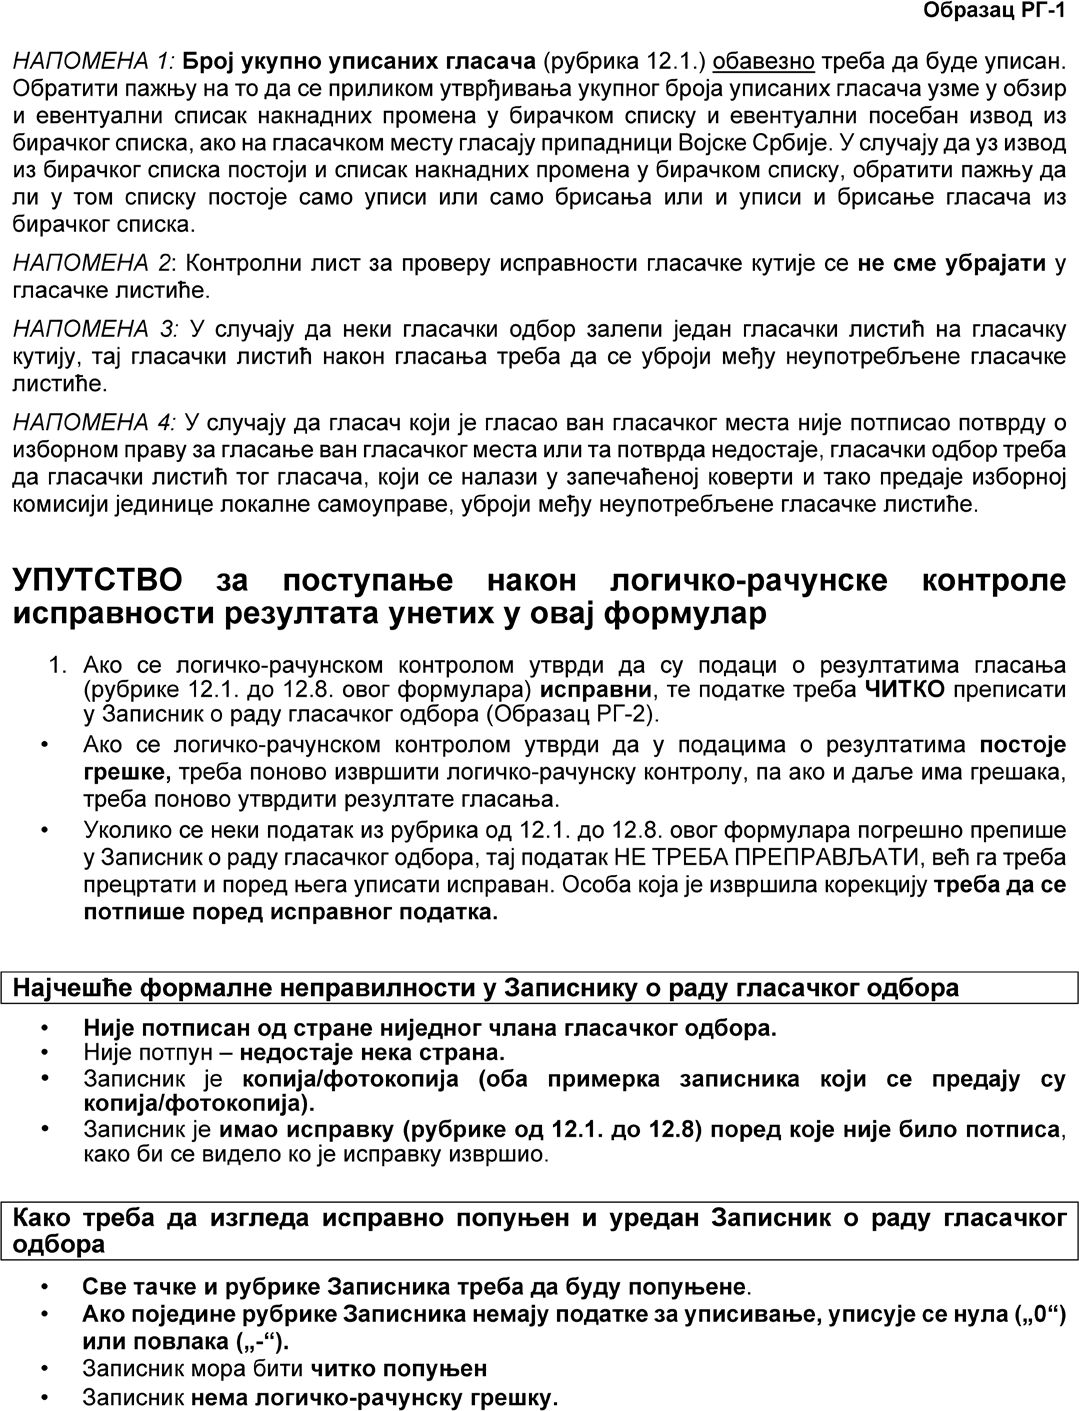 Образац РГ-1
НАПОМЕНА 1: Број укупно уписаних гласача (рубрика 12.1.) обавезно треба да буде уписан.
Обратити пажњу на то да се приликом утврђивања укупног броја уписаних гласача узме у обзир
и евентуални списак накнадних промена у бирачком списку и евентуални посебан извод из
бирачког списка, ако на гласачком месту гласају припадници Војске Србије. У случају да уз извод
из бирачког списка постоји и списак накнадних промена у бирачком списку, обратити пажњу да
ли у том списку постоје само уписи или само брисања или и уписи и брисање гласача из
бирачког списка.
НАПОМЕНА 2: Контролни лист за проверу исправности гласачке кутије се не сме убрајати у
гласачке листиће.
НАПОМЕНА 3: У случају да неки гласачки одбор залепи један гласачки листић на гласачку
кутију, тај гласачки листић након гласања треба да се уброји међу неупотребљене гласачке
листиће.
НАПОМЕНА 4: У случају да гласач који је гласао ван гласачког места није потписао потврду о
изборном праву за гласање ван гласачког места или та потврда недостаје, гласачки одбор треба
да гласачки листић тог гласача, који се налази у запечаћеној коверти и тако предаје изборној
комисији јединице локалне самоуправе, уброји међу неупотребљене гласачке листиће.
УПУТСТВО за поступање након логичко-рачунске контроле
исправности резултата унетих у овај формулар
1. Ако се логичко-рачунском контролом утврди да су подаци о резултатима гласања
(рубрике 12.1. до 12.8. овог формулара) исправни, те податке треба ЧИТКО преписати
у Записник о раду гласачког одбора (Образац РГ-2).
• Ако се логичко-рачунском контролом утврди да у подацима о резултатима постоје
грешке, треба поново извршити логичко-рачунску контролу, па ако и даље има грешака,
треба поново утврдити резултате гласања.
• Уколико се неки податак из рубрика од 12.1. до 12.8. овог формулара погрешно препише
у Записник о раду гласачког одбора, тај податак НЕ ТРЕБА ПРЕПРАВЉАТИ, већ га треба
прецртати и поред њега уписати исправан. Особа која је извршила корекцију треба да се
потпише поред исправног податка.
Најчешће формалне неправилности у Записнику о раду гласачког одбора
• Није потписан од стране ниједног члана гласачког одбора.
• Није потпун – недостаје нека страна.
• Записник је копија/фотокопија (оба примерка записника који се предају су
копија/фотокопија).
• Записник је имао исправку (рубрике од 12.1. до 12.8) поред које није било потписа,
како би се видело ко је исправку извршио.
Како треба да изгледа исправно попуњен и уредан Записник о раду гласачког
одбора
• Све тачке и рубрике Записника треба да буду попуњене.
• Ако поједине рубрике Записника немају податке за уписивање, уписује се нула („0“)
или повлака („-“).
• Записник мора бити читко попуњен
• Записник нема логичко-рачунску грешку.